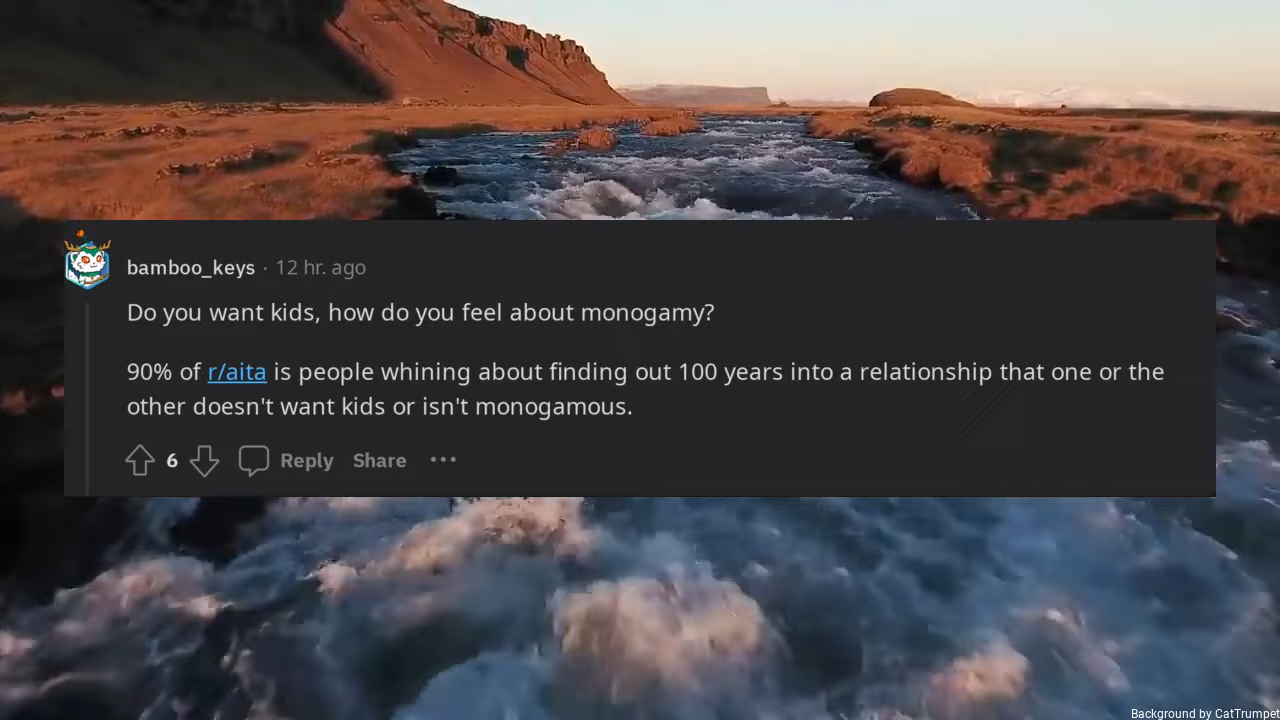 bamboo_keys · 12 hr. ago
Do you want kids, how do you feel about monogamy?
90% of r/aita is people whining about finding out 100 years into a relationship that one or the
other doesn't want kids or isn't monogamous.
6 Reply Share ···
Background by CatTrumpet